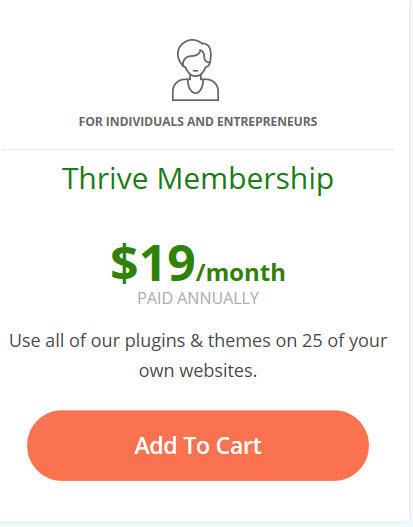 FOR INDIVIDUALS AND ENTREPRENEURS
Thrive Membership
$19/month
PAID ANNUALLY
Use all of our plugins & themes on 25 of your
own websites.
Add To Cart